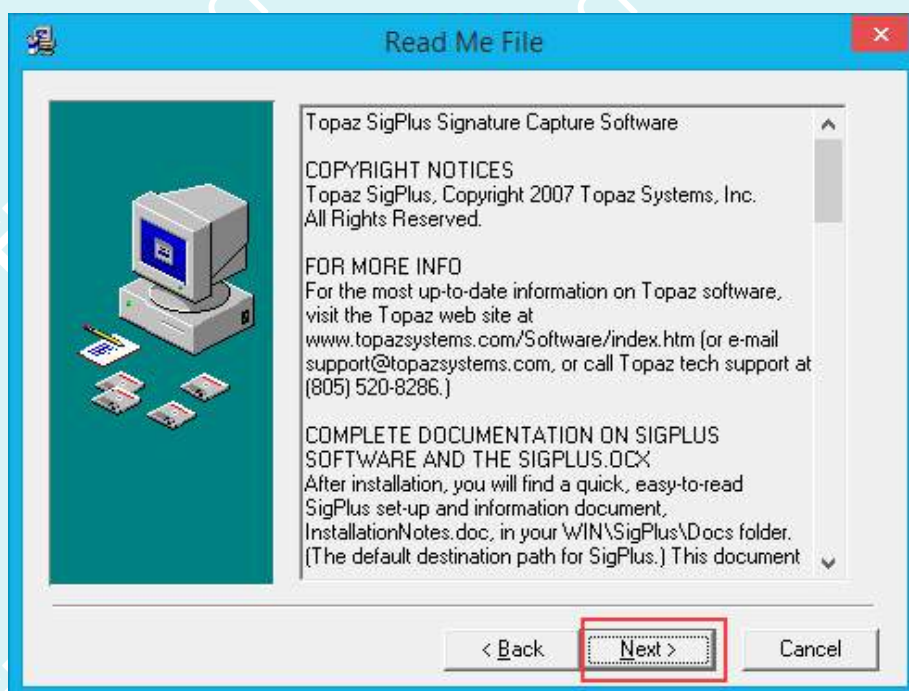 Read Me File
Topaz SigPlus Signature Capture Software
COPYRIGHT NOTICES
Topaz SigPlus, Copyright 2007 Topaz Systems, Inc.
All Rights Reserved.
FOR MORE INFO
For the most up-to-date information on Topaz software,
visit the Topaz web site at
www.topazsystems.com/Software/index.htm (or e-mail
support@topazsystems.com, or call Topaz tech support at
(805) 520-8286.)
COMPLETE DOCUMENTATION ON SIGPLUS
SOFTWARE AND THE SIGPLUS.OCX
After installation, you will find a quick, easy-to-read
SigPlus set-up and information document,
InstallationNotes.doc, in your WIN\SigPlus\Docs folder.
(The default destination path for SigPlus.) This document
< Back
Next >
Cancel